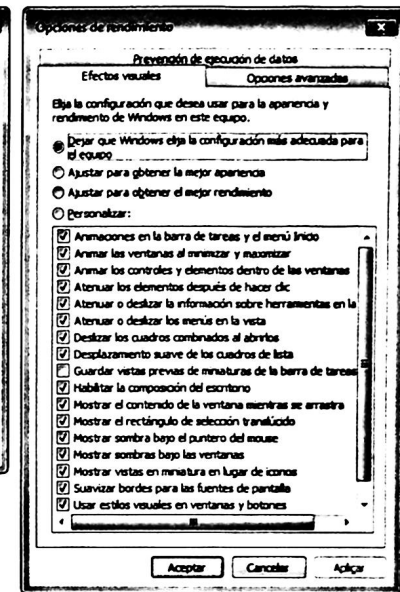 Opciones de rendimiento
Prevención de ejecución de datos
Efectos visuales
Opciones avanzadas
Elija la configuración que desea usar para la apariencia y
rendimiento de Windows en este equipo.
Dejar que Windows elija la configuración más adecuada para
el equipo
Ajustar para obtener la mejor apariencia
Ajustar para obtener el mejor rendimiento
Personalizar:
Animaciones en la barra de tareas y el menú Inicio
Animar las ventanas al minimizar y maximizar
Animar los controles y elementos dentro de las ventanas
Atenuar los elementos después de hacer clic
Atenuar o deslizar la información sobre herramientas en la
Atenuar o deslizar los menús en la vista
Deslizar los cuadros combinados al abrirlos
Desplazamiento suave de los cuadros de lista
Guardar vistas previas de miniaturas de la barra de tareas
Habilitar la composición del escritorio
Mostrar el contenido de la ventana mientras se arrastra
Mostrar el rectángulo de selección translúcido
Mostrar sombra bajo el puntero del mouse
Mostrar sombras bajo las ventanas
Mostrar vistas en miniatura en lugar de iconos
Suavizar bordes para las fuentes de pantalla
Usar estilos visuales en ventanas y botones
Aceptar
Cancelar
Aplicar